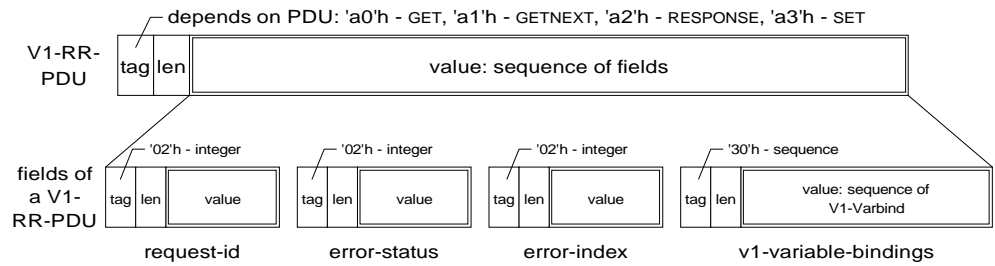 depends on PDU: 'a0'h - GET, 'a1'h - GETNEXT, 'a2'h - RESPONSE, 'a3'h - SET
V1-RR-
PDU
tag len value: sequence of fields
'02'h - integer '02'h - integer '02'h - integer '30'h - sequence
fields of
a V1-
RR-PDU
tag len value tag len value tag len value tag len value: sequence of
V1-Varbind
request-id error-status error-index v1-variable-bindings